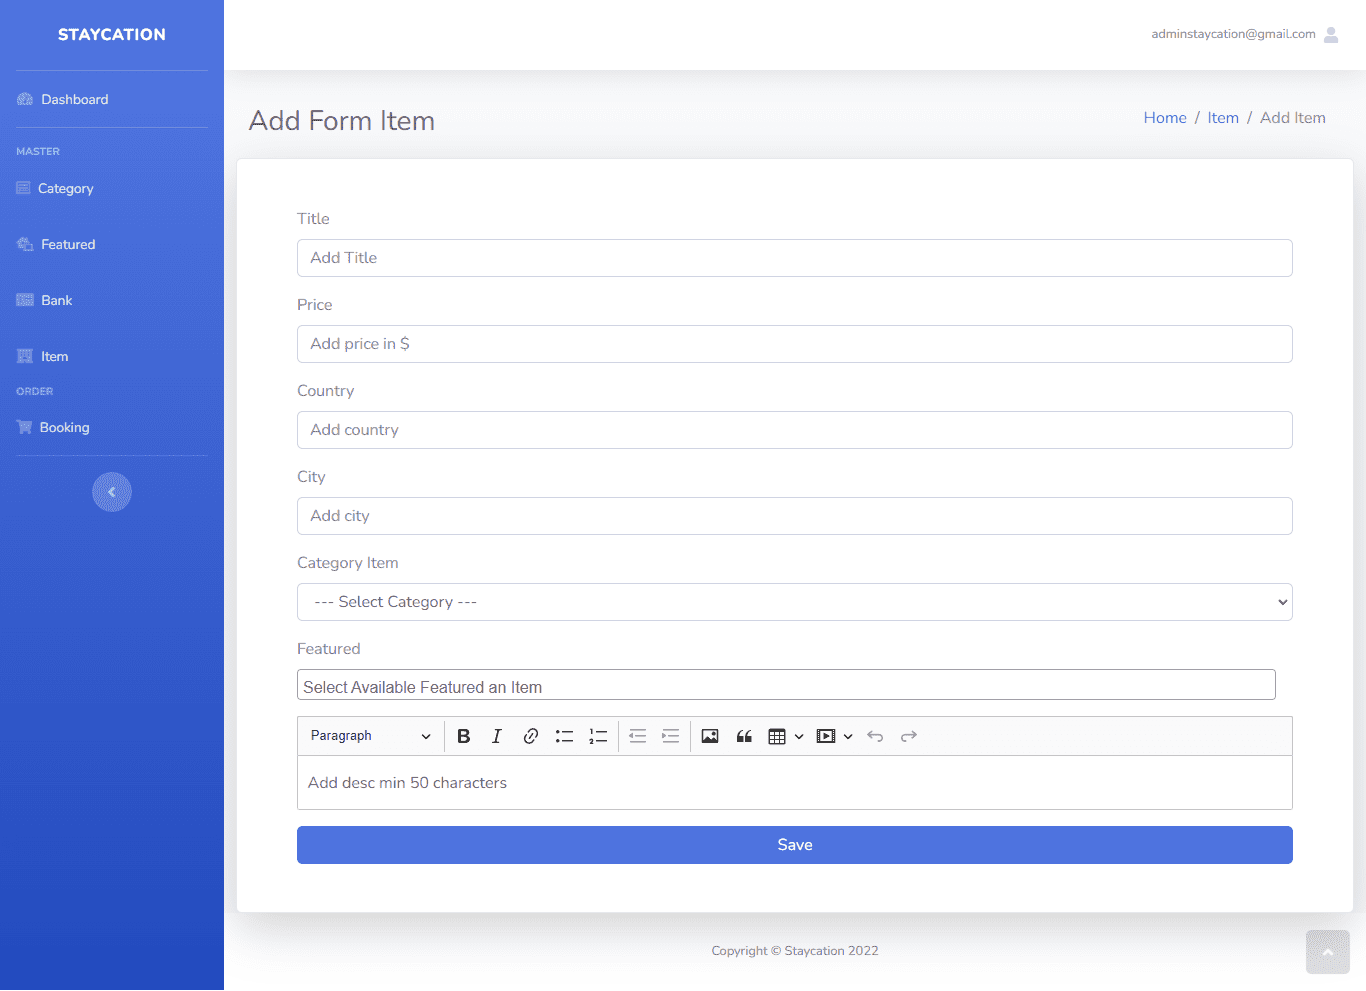 STAYCATION
adminstaycation@gmail.com
Dashboard
MASTER
Category
Featured
Bank
Item
ORDER
Booking
Add Form Item
Home / Item / Add Item
Title
Add Title
Price
Add price in $
Country
Add country
City
Add city
Category Item
--- Select Category ---
Featured
Select Available Featured an Item
Paragraph
Add desc min 50 characters
Save
Copyright © Staycation 2022